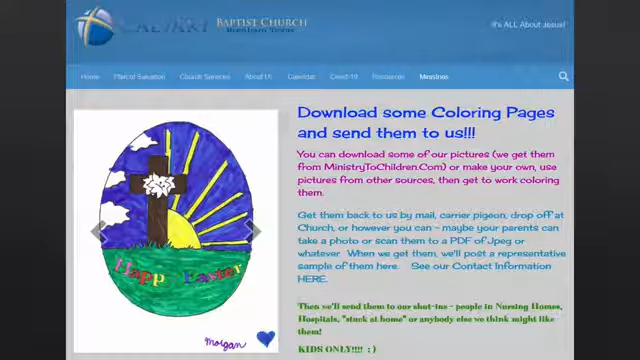 CALVARY
BAPTIST CHURCH
It's ALL About Jesus!
Home Plan of Salvation Church Services About Us Calendar Covid-19 Resources Ministries
Download some Coloring Pages
and send them to us!!!
You can download some of our pictures (we get them
from MinistryToChildren.Com) or make your own, use
pictures from other sources, then get to work coloring
them.
Get them back to us by mail, carrier pigeon, drop off at
Church, or however you can - maybe your parents can
take a photo or scan them to a PDF of Jpeg or
whatever. When we get them, we'll post a representative
sample of them here. See our Contact Information
HERE.
Then we'll send them to our shut-ins - people in Nursing Homes,
Hospitals, "stuck at home" or anybody else we think might like
them!
KIDS ONLY!!!! : )
Happy Easter
Morgan